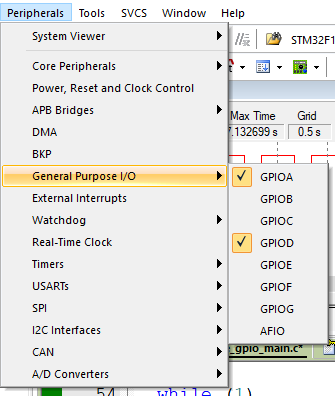 Peripherals Tools SVCS Window Help
System Viewer
STM32F1
Core Peripherals
Power, Reset and Clock Control
APB Bridges
Max Time Grid
DMA
7.132699 s 0.5 s
BKP
General Purpose I/O
GPIOA
External Interrupts
GPIOB
Watchdog
GPIOC
Real-Time Clock
GPIOD
Timers
GPIOE
USARTs
GPIOF
SPI
GPIOG
I2C Interfaces
AFIO
CAN
_gpio_main.c*
A/D Converters
54 while (1)